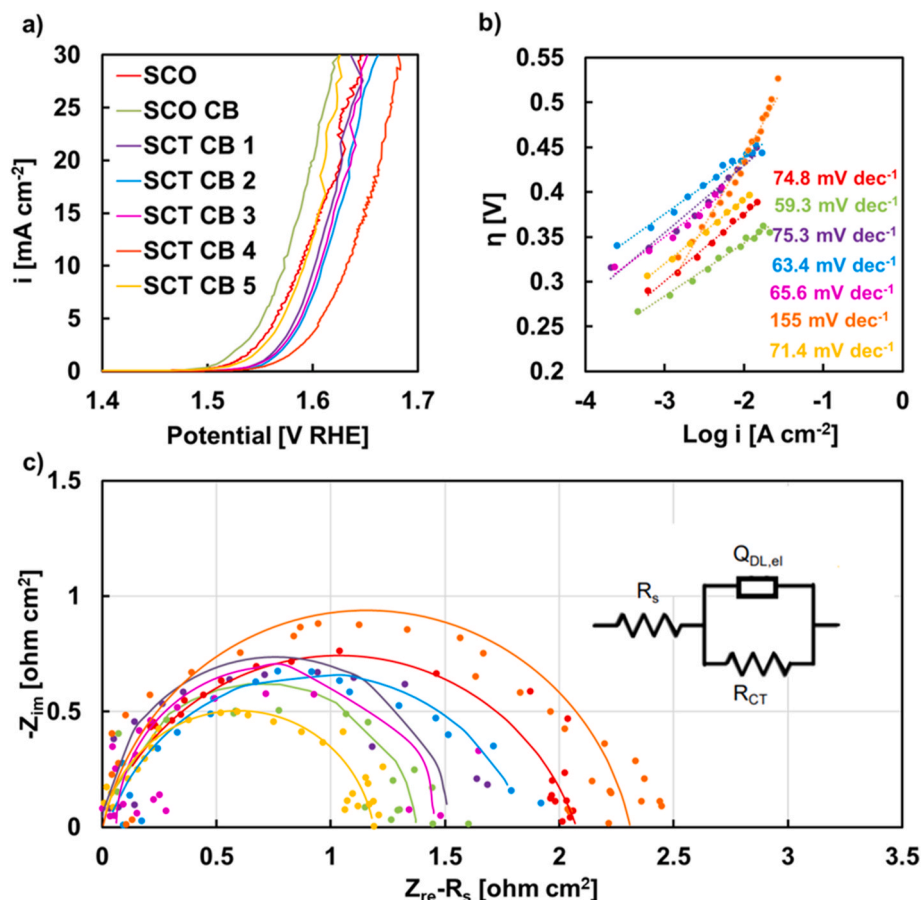 a)
30
25
20
15
10
5
0
i [mA cm-2]
SCO
SCO CB
SCT CB 1
SCT CB 2
SCT CB 3
SCT CB 4
SCT CB 5
1.4
1.5
1.6
1.7
Potential [V RHE]
b)
0.55
0.5
0.45
0.4
0.35
0.3
0.25
0.2
η [V]
74.8 mV dec-1
59.3 mV dec-1
75.3 mV dec-1
63.4 mV dec-1
65.6 mV dec-1
155 mV dec-1
71.4 mV dec-1
-4
-3
-2
-1
0
Log i [A cm-2]
c)
1.5
1
0.5
0
-Zim [ohm cm2]
QDL,el
Rs
RCT
0
0.5
1
1.5
2
2.5
3
3.5
Zre-Rs [ohm cm2]